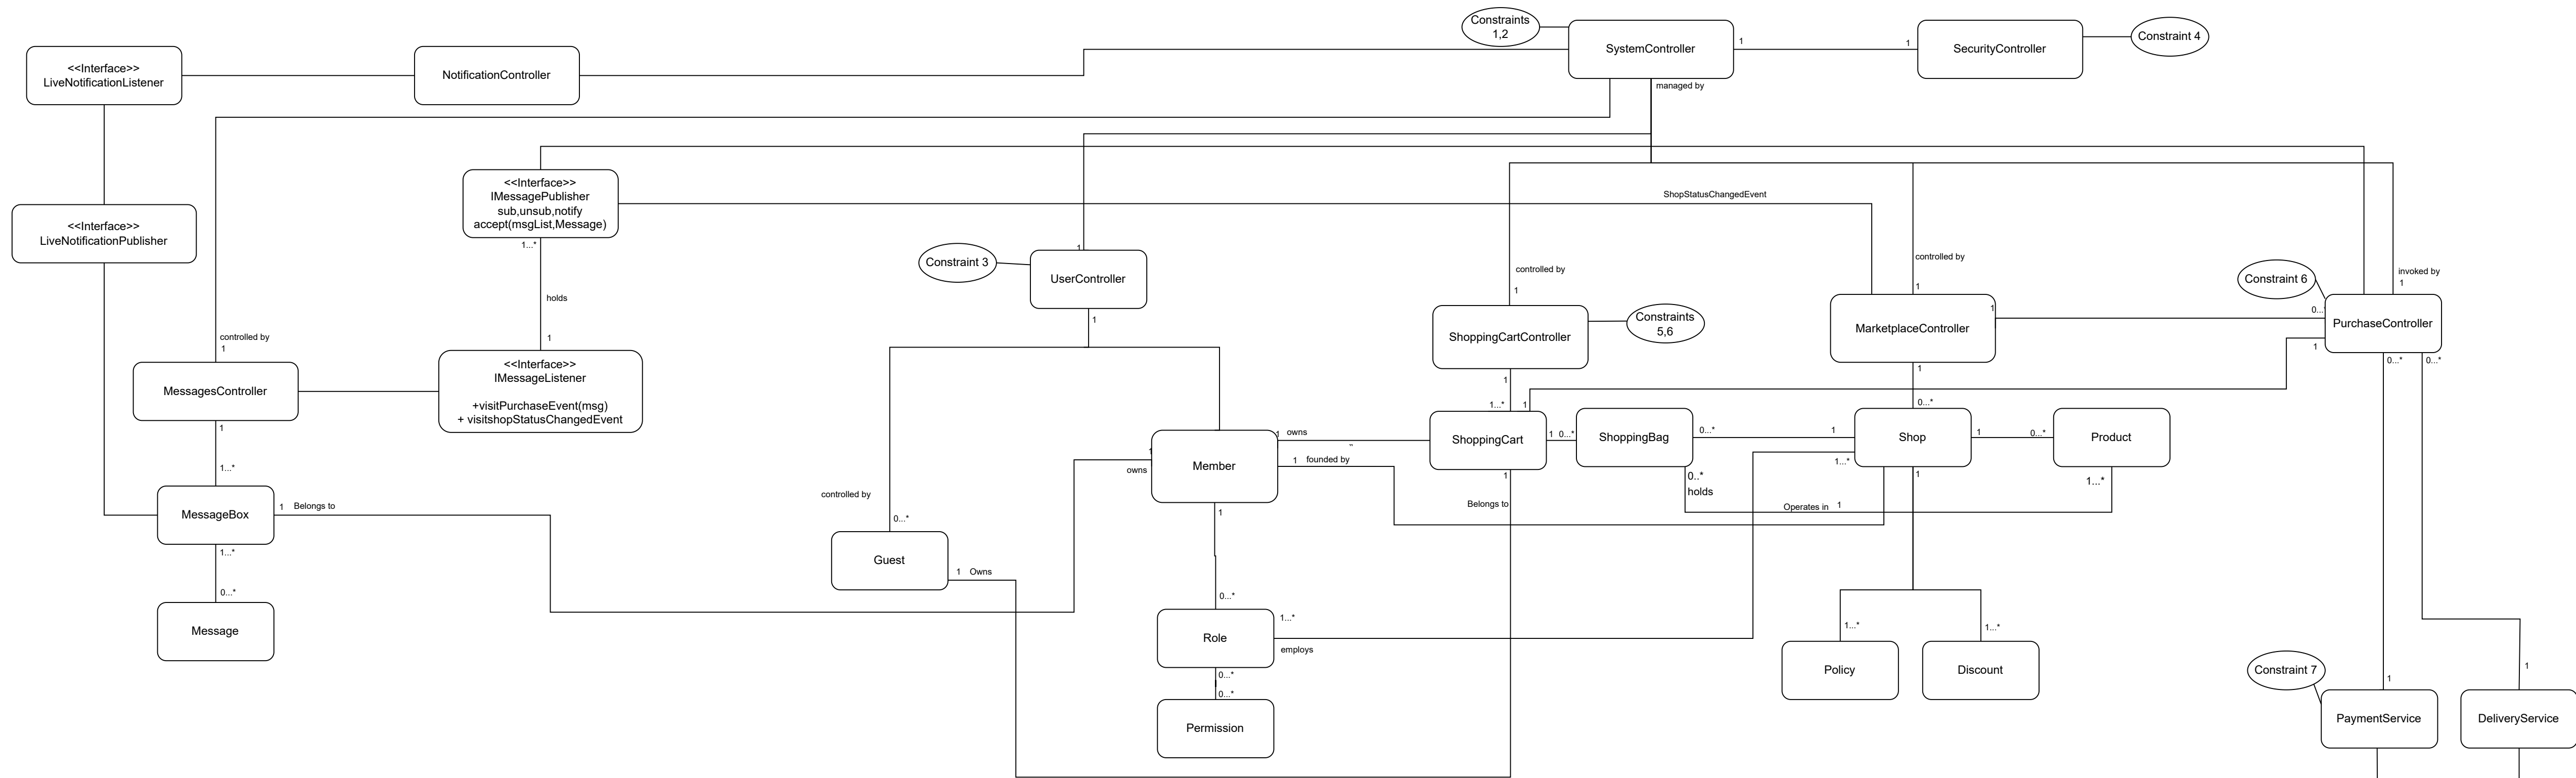 Constraints
1,2
SystemController
SecurityController
Constraint 4
1
1
<<Interface>>
LiveNotificationListener
NotificationController
managed by
<<Interface>>
IMessagePublisher
sub,unsub,notify
accept(msgList,Message)
ShopStatusChangedEvent
<<Interface>>
LiveNotificationPublisher
1...*
1
Constraint 3
UserController
controlled by
1
controlled by
1
invoked by
1
Constraint 6
holds
1
1
ShoppingCartController
Constraints
5,6
MarketplaceController
1
0...
PurchaseController
controlled by
1
1
0...*
0...*
<<Interface>>
IMessageListener
+visitPurchaseEvent(msg)
+ visitshopStatusChangedEvent
MessagesController
1
1
1...*
1
0...*
1
1...*
1
owns
ShoppingCart
1
0...*
ShoppingBag
0...*
1
Shop
1
0...*
Product
1
owns
Member
1
founded by
1...*
1
0..*
holds
1...*
MessageBox
1
Belongs to
controlled by
0...*
1
1
Belongs to
Operates in
1
1...*
Guest
1
Owns
0...*
0...*
Message
Role
1...*
employs
1...*
1...*
0...*
0...*
Policy
Discount
Constraint 7
1
1
Permission
PaymentService
DeliveryService